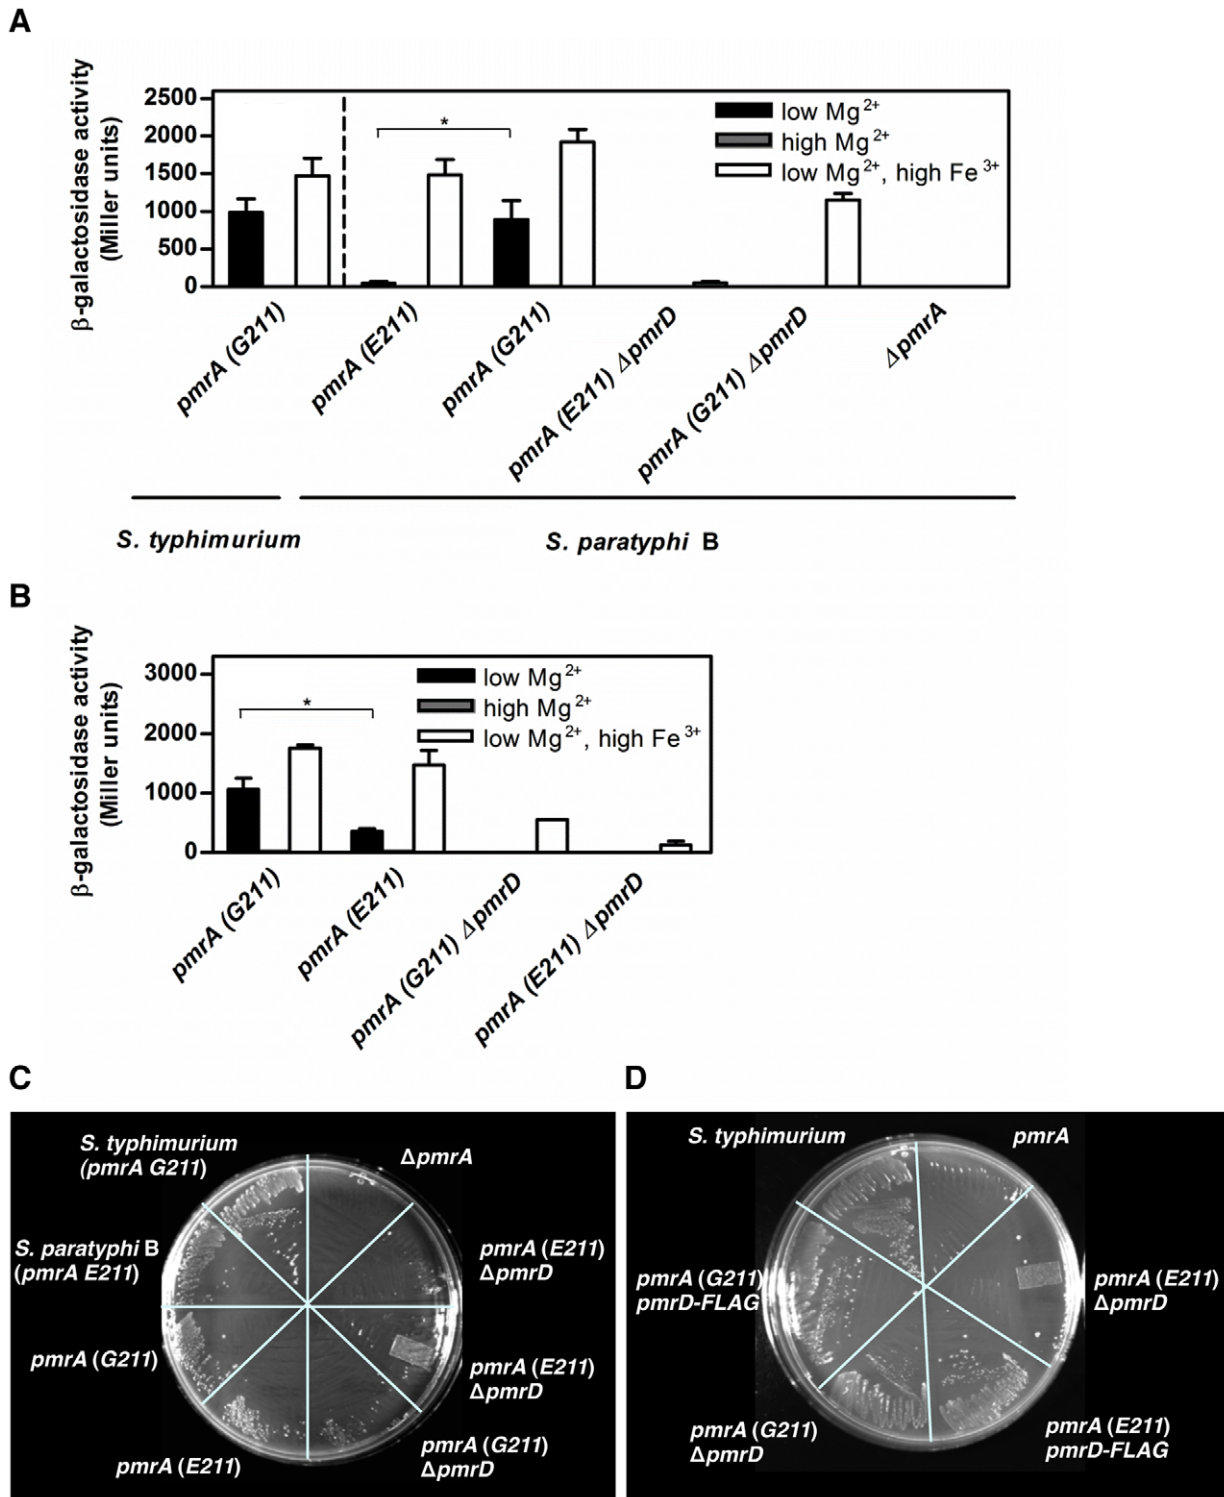 A
β-galactosidase activity
(Miller units)
2500
2000
1500
1000
500
0
*
low Mg2+
high Mg2+
low Mg2+, high Fe3+
pmrA (G211)
pmrA (E211)
pmrA (G211)
pmrA (E211) ΔpmrD
pmrA (G211) ΔpmrD
ΔpmrA
S. typhimurium
S. paratyphi B
B
β-galactosidase activity
(Miller units)
3000
2000
1000
0
*
low Mg2+
high Mg2+
low Mg2+, high Fe3+
pmrA (G211)
pmrA (E211)
pmrA (G211) ΔpmrD
pmrA (E211) ΔpmrD
C
S. typhimurium
(pmrA G211)
ΔpmrA
S. paratyphi B
(pmrA E211)
pmrA (E211)
ΔpmrD
pmrA (G211)
pmrA (E211)
ΔpmrD
pmrA (E211)
pmrA (G211)
ΔpmrD
D
S. typhimurium
pmrA
pmrA (G211)
pmrD-FLAG
pmrA (E211)
ΔpmrD
pmrA (G211)
ΔpmrD
pmrA (E211)
pmrD-FLAG